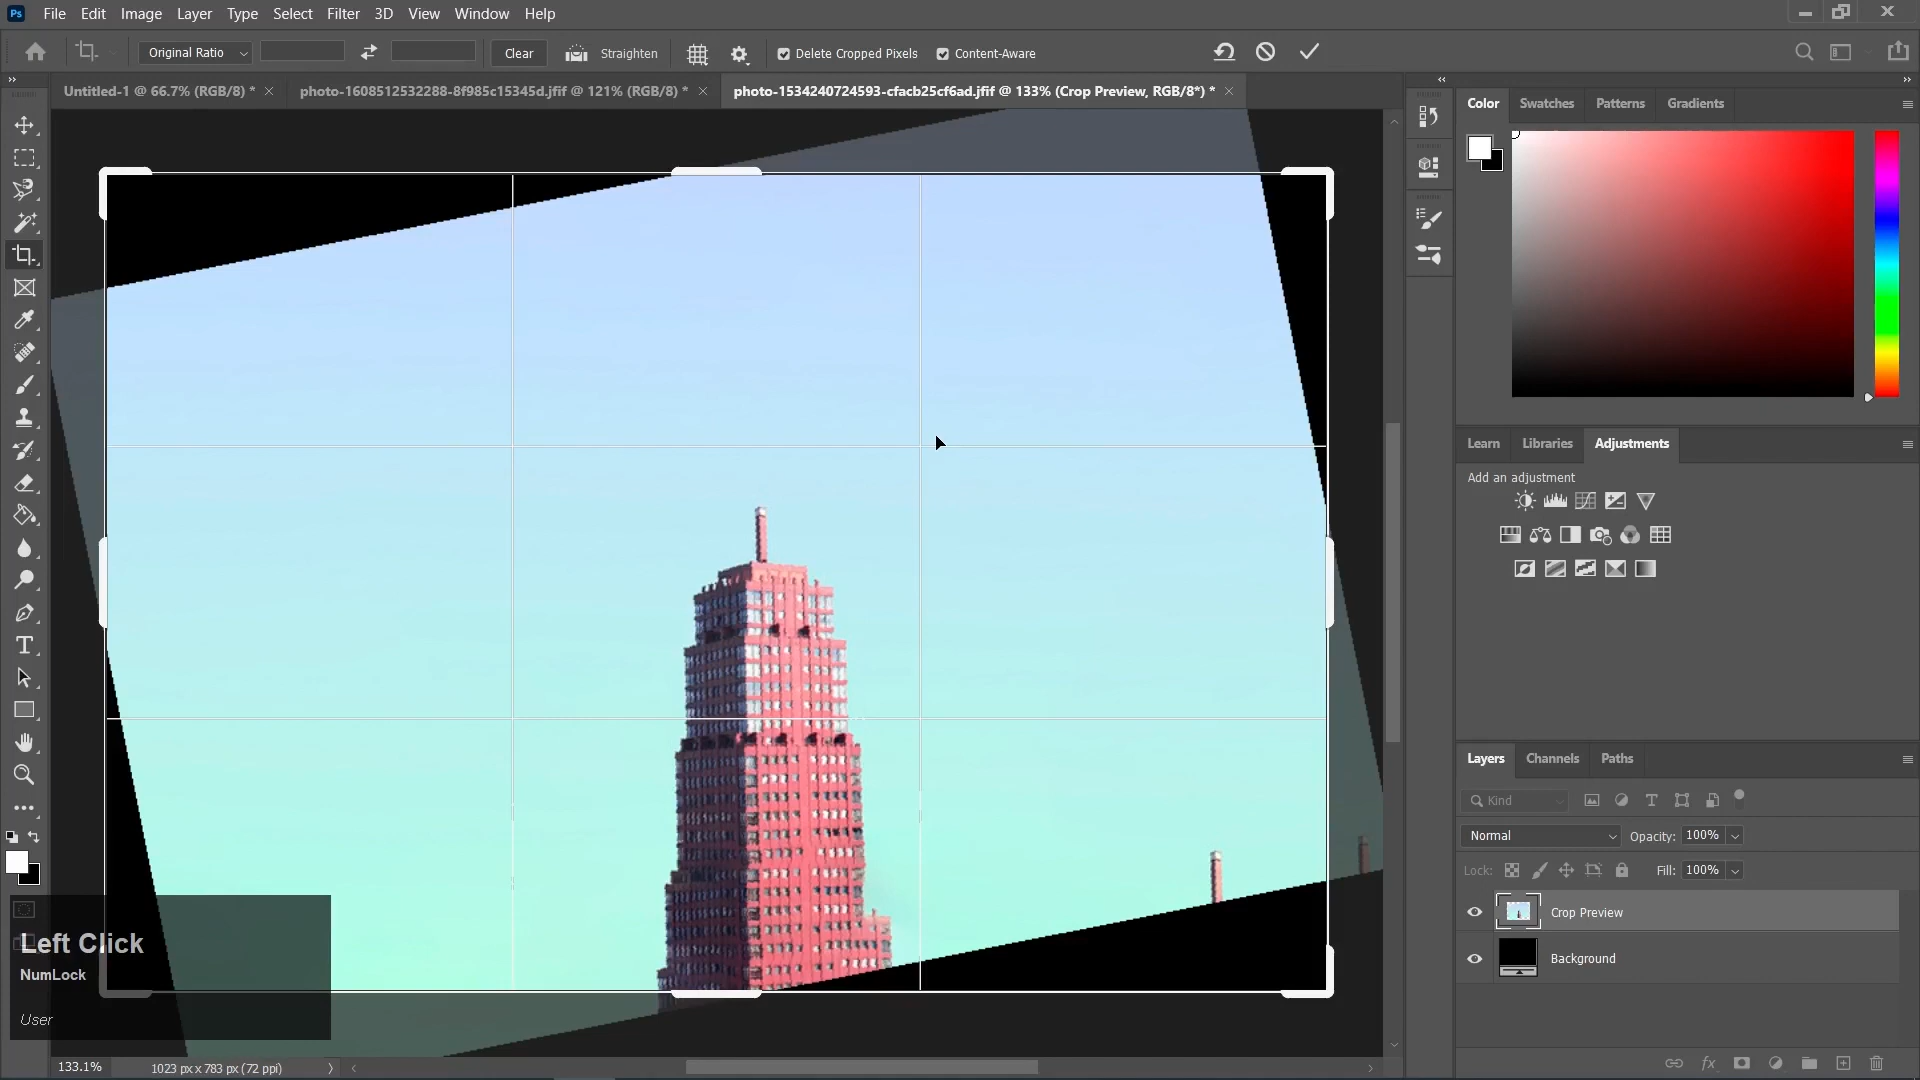 Ps File Edit Image Layer Type Select Filter 3D View Window Help
Original Ratio Clear Straighten Delete Cropped Pixels Content-Aware
Untitled-1 @ 66.7% (RGB/8) * photo-1608512532288-8f985c15345d.jfif @ 121% (RGB/8) * photo-1534240724593-cfacb25cf6ad.jfif @ 133% (Crop Preview, RGB/8*) *
Color Swatches Patterns Gradients
Learn Libraries Adjustments
Add an adjustment
Layers Channels Paths
Kind
Normal Opacity: 100%
Lock: Fill: 100%
Crop Preview
Background
Left Click
NumLock
User
133.1% 1023 px x 783 px (72 ppi)